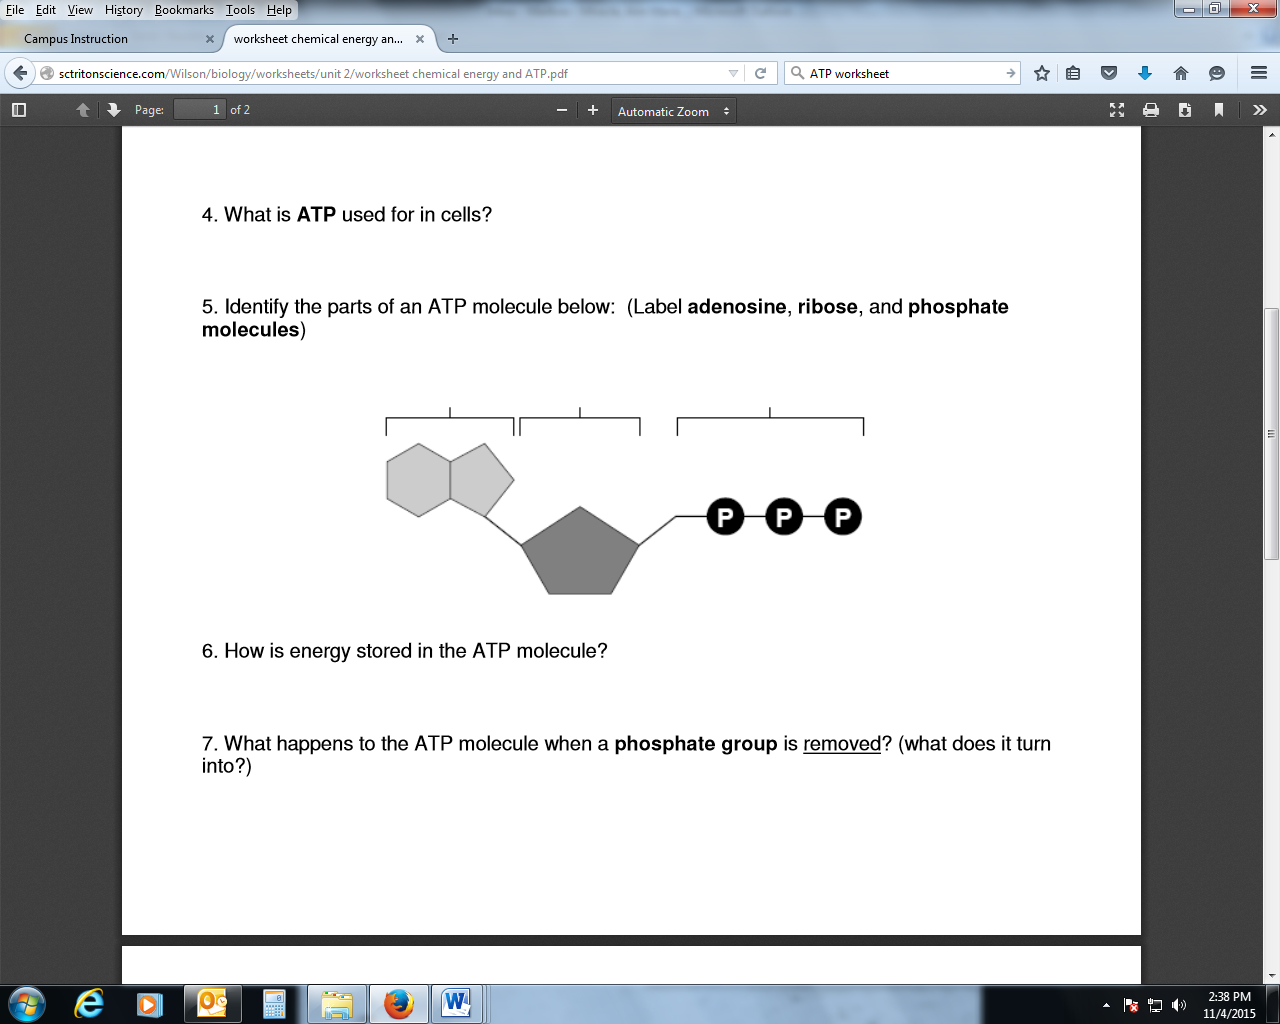 File Edit View History Bookmarks Tools Help
Campus Instruction
worksheet chemical energy an...
sctritonscience.com/Wilson/biology/worksheets/unit 2/worksheet chemical energy and ATP.pdf
ATP worksheet
Page: 1 of 2
Automatic Zoom
4. What is ATP used for in cells?
5. Identify the parts of an ATP molecule below: (Label adenosine, ribose, and phosphate
molecules)
P P P
6. How is energy stored in the ATP molecule?
7. What happens to the ATP molecule when a phosphate group is removed? (what does it turn
into?)
2:38 PM
11/4/2015